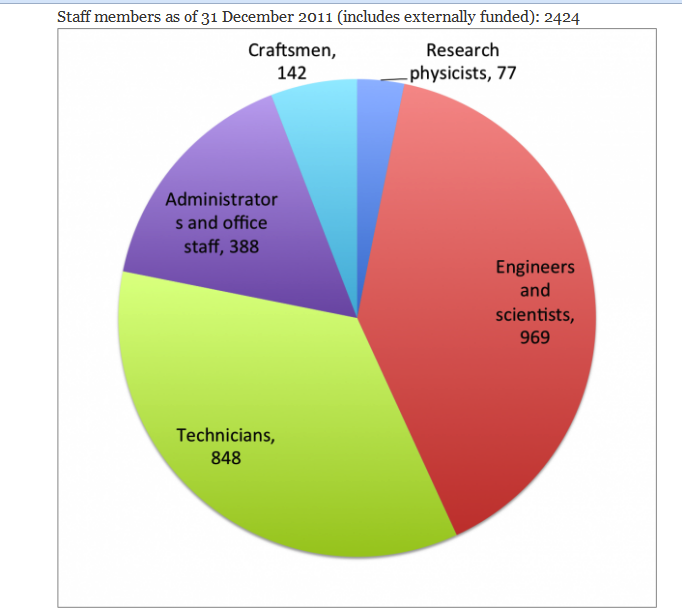 Staff members as of 31 December 2011 (includes externally funded): 2424
Craftsmen,
142
Research
physicists, 77
Administrator
s and office
staff, 388
Engineers
and
scientists,
969
Technicians,
848